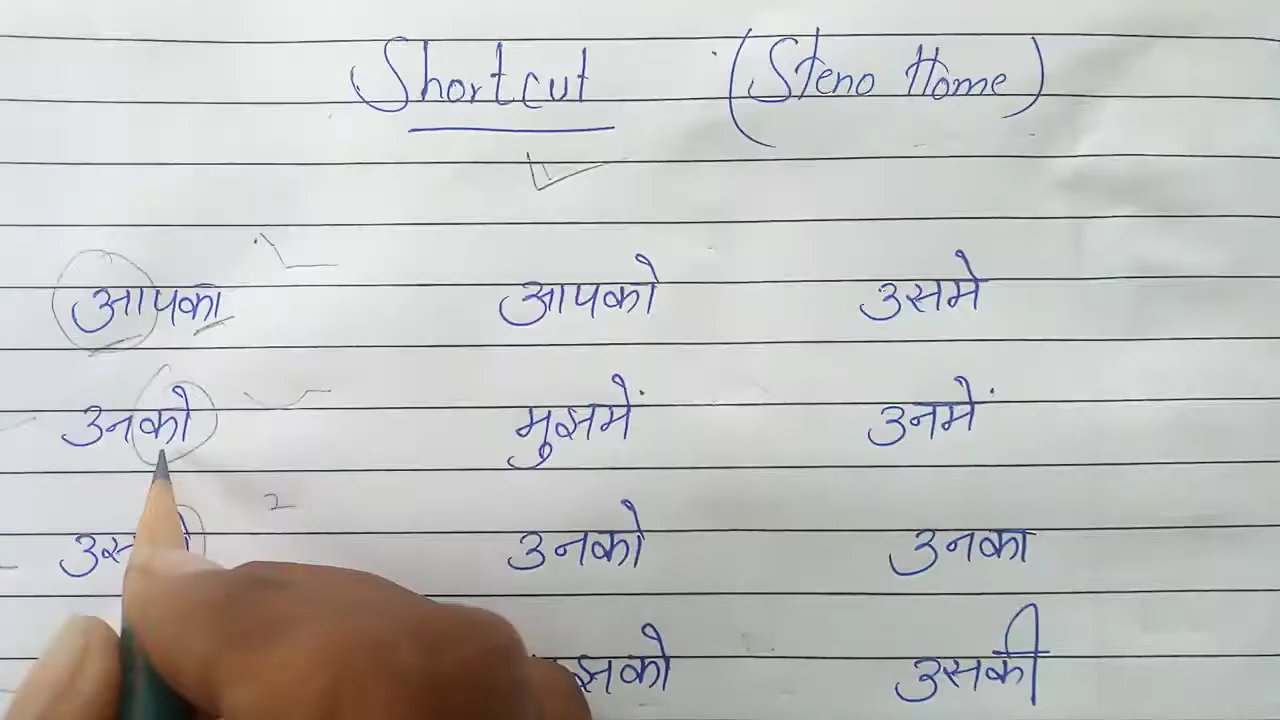 Shortcut (Steno Home)
आपका आपको उसमे
उनको मुझमें उनमें
उनको उनका
उसकी